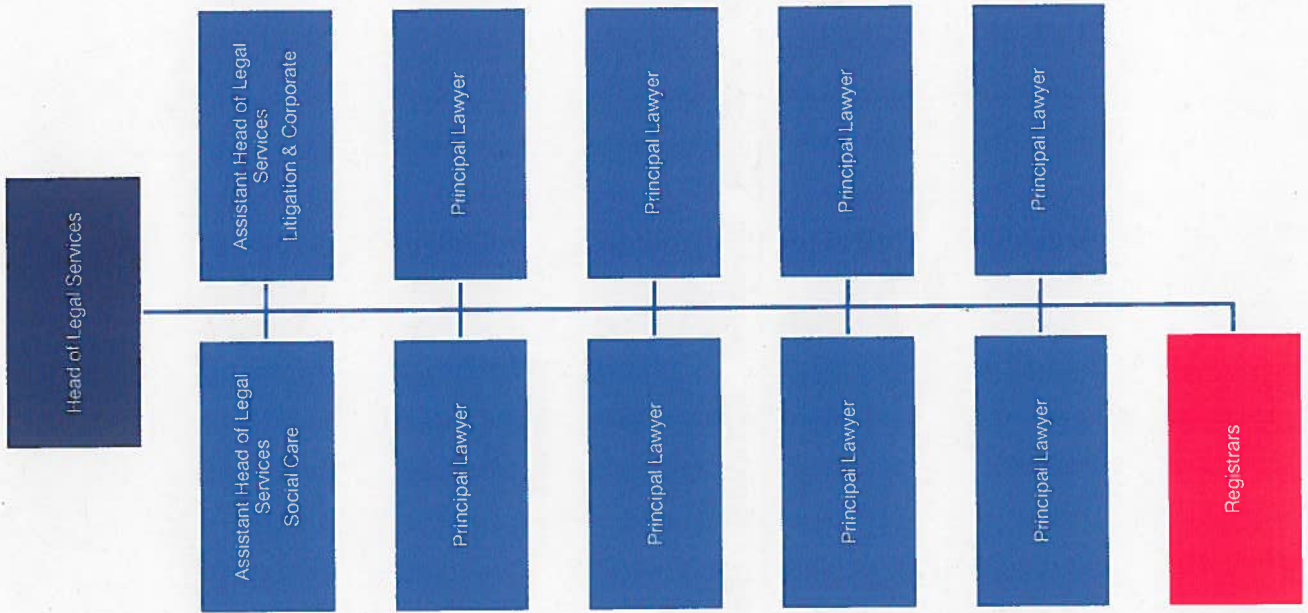 Head of Legal Services
Assistant Head of Legal
Services
Social Care
Assistant Head of Legal
Services
Litigation & Corporate
Principal Lawyer
Principal Lawyer
Principal Lawyer
Principal Lawyer
Principal Lawyer
Principal Lawyer
Principal Lawyer
Principal Lawyer
Registrars